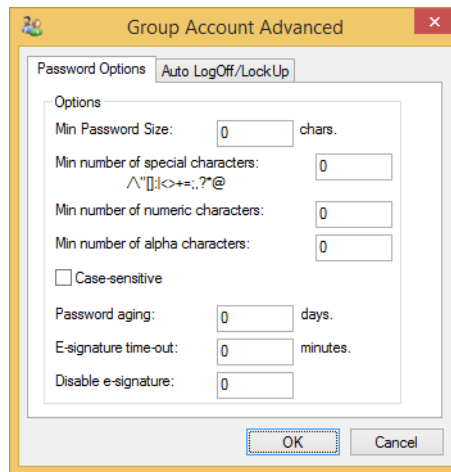 Group Account Advanced
Password Options Auto LogOff/LockUp
Options
Min Password Size: 0 chars.
Min number of special characters: 0
/\"[]:|<>+=;,?*@
Min number of numeric characters: 0
Min number of alpha characters: 0
Case-sensitive
Password aging: 0 days.
E-signature time-out: 0 minutes.
Disable e-signature: 0
OK Cancel